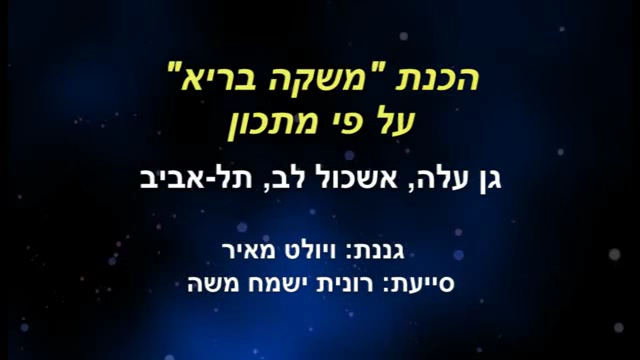 הכנת "משקה בריא"
על פי מתכון
גן עלה, אשכול לב, תל-אביב
גננת: ויולט מאיר
סייעת: רונית ישמח משה